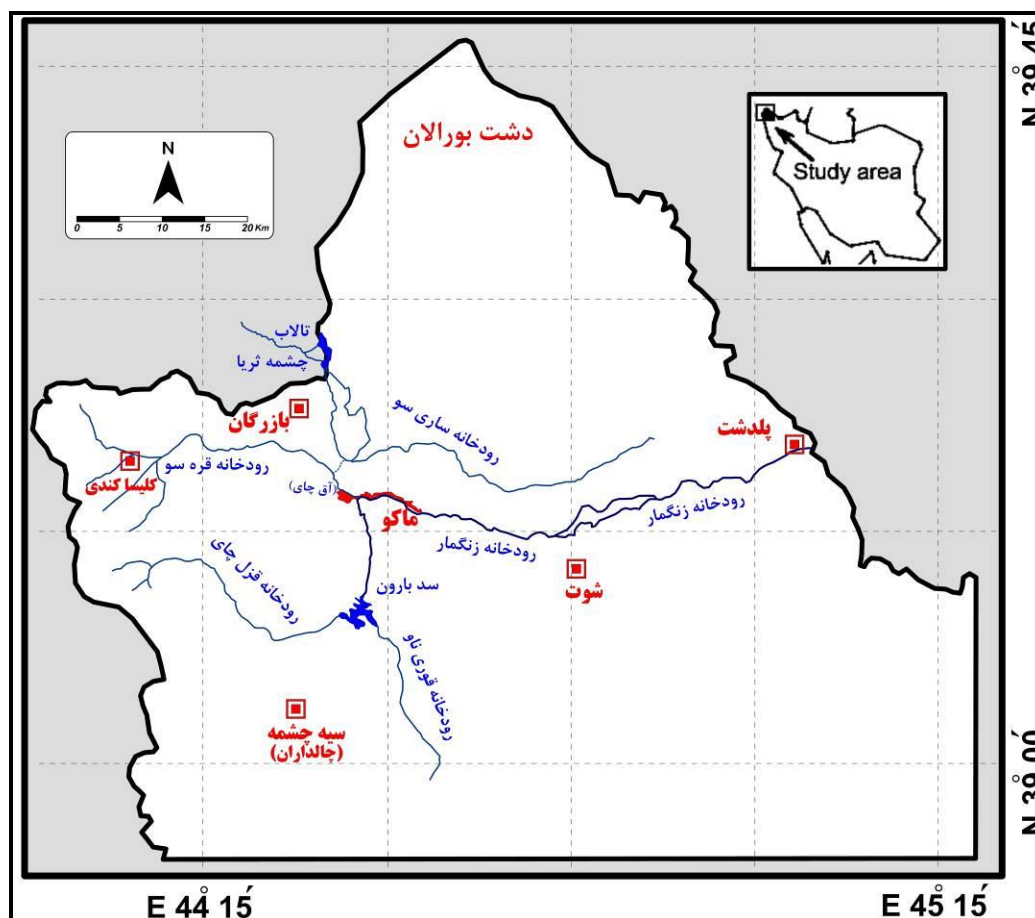 N 39° 45′
دشت بورالان
N
0 5 10 15 20 Km
Study area
تالاب
چشمه ثریا
بازرگان
رودخانه ساری سو
پلدشت
کلیسا کندی
رودخانه قره سو
(آق چای)
ماکو
رودخانه زنگمار
رودخانه زنگمار
رودخانه قزل چای
سد بارون
شوت
رودخانه قوری ناو
سیه چشمه
(چالداران)
N 39° 00′
E 44° 15′
E 45° 15′